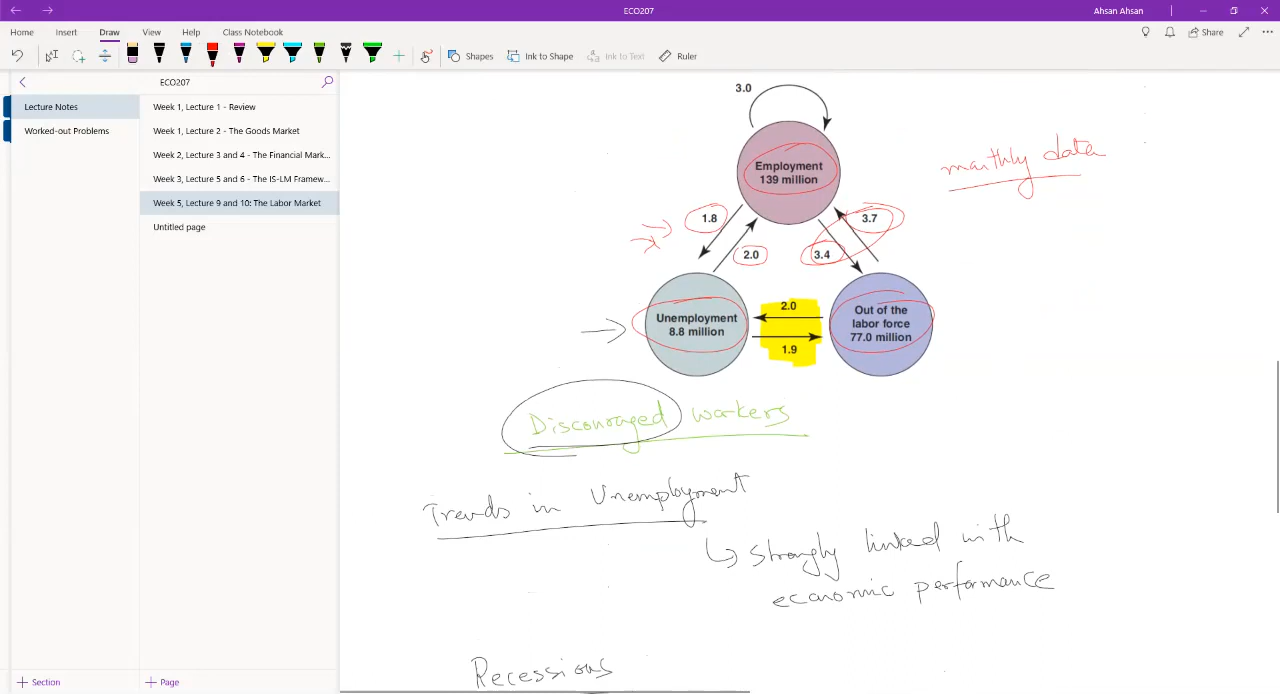 ECO207
Ahsan Ahsan
Home Insert Draw View Help Class Notebook
Share
Shapes Ink to Shape Ink to Text Ruler
ECO207
Lecture Notes
Worked-out Problems
Week 1, Lecture 1 - Review
Week 1, Lecture 2 - The Goods Market
Week 2, Lecture 3 and 4 - The Financial Mark...
Week 3, Lecture 5 and 6 - The IS-LM Framew...
Week 5, Lecture 9 and 10: The Labor Market
Untitled page
3.0
Employment
139 million
monthly data
1.8
3.7
2.0
3.4
Unemployment
8.8 million
2.0
1.9
Out of the
labor force
77.0 million
Discouraged workers
Trends in Unemployment
strongly linked with
economic performance
Recessions
Section
Page